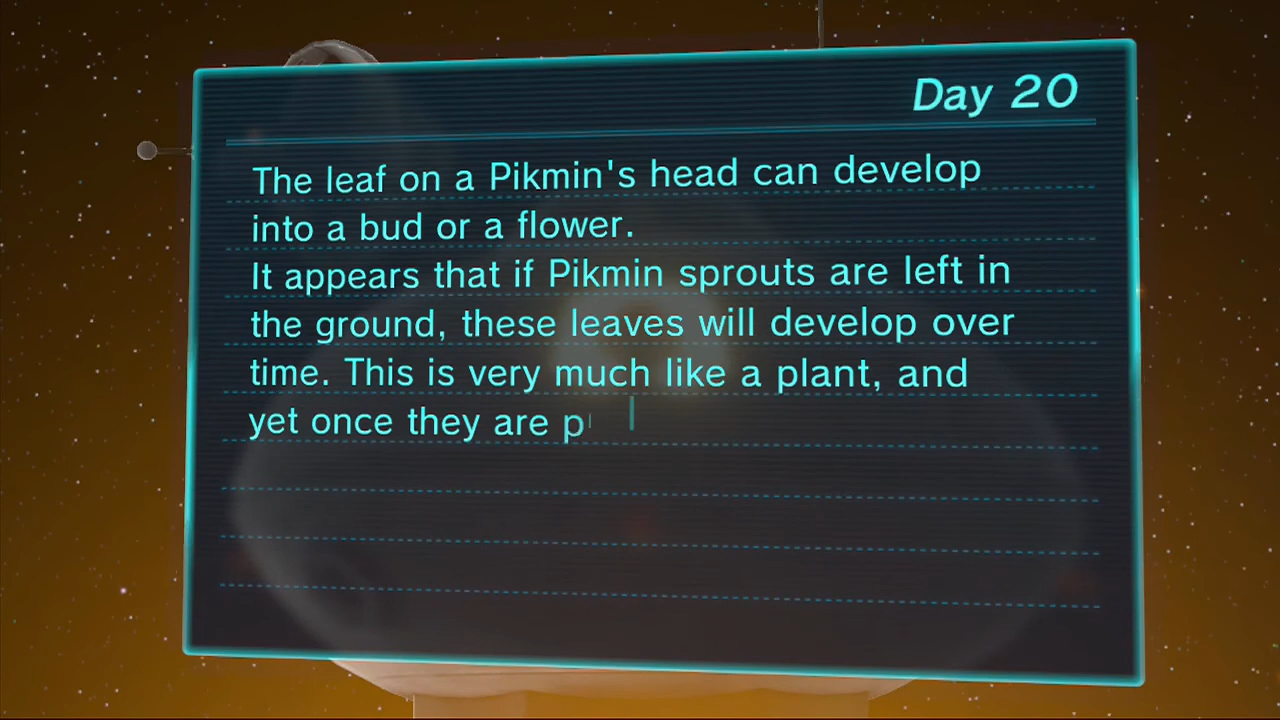 Day 20
The leaf on a Pikmin's head can develop
into a bud or a flower.
It appears that if Pikmin sprouts are left in
the ground, these leaves will develop over
time. This is very much like a plant, and
yet once they are p